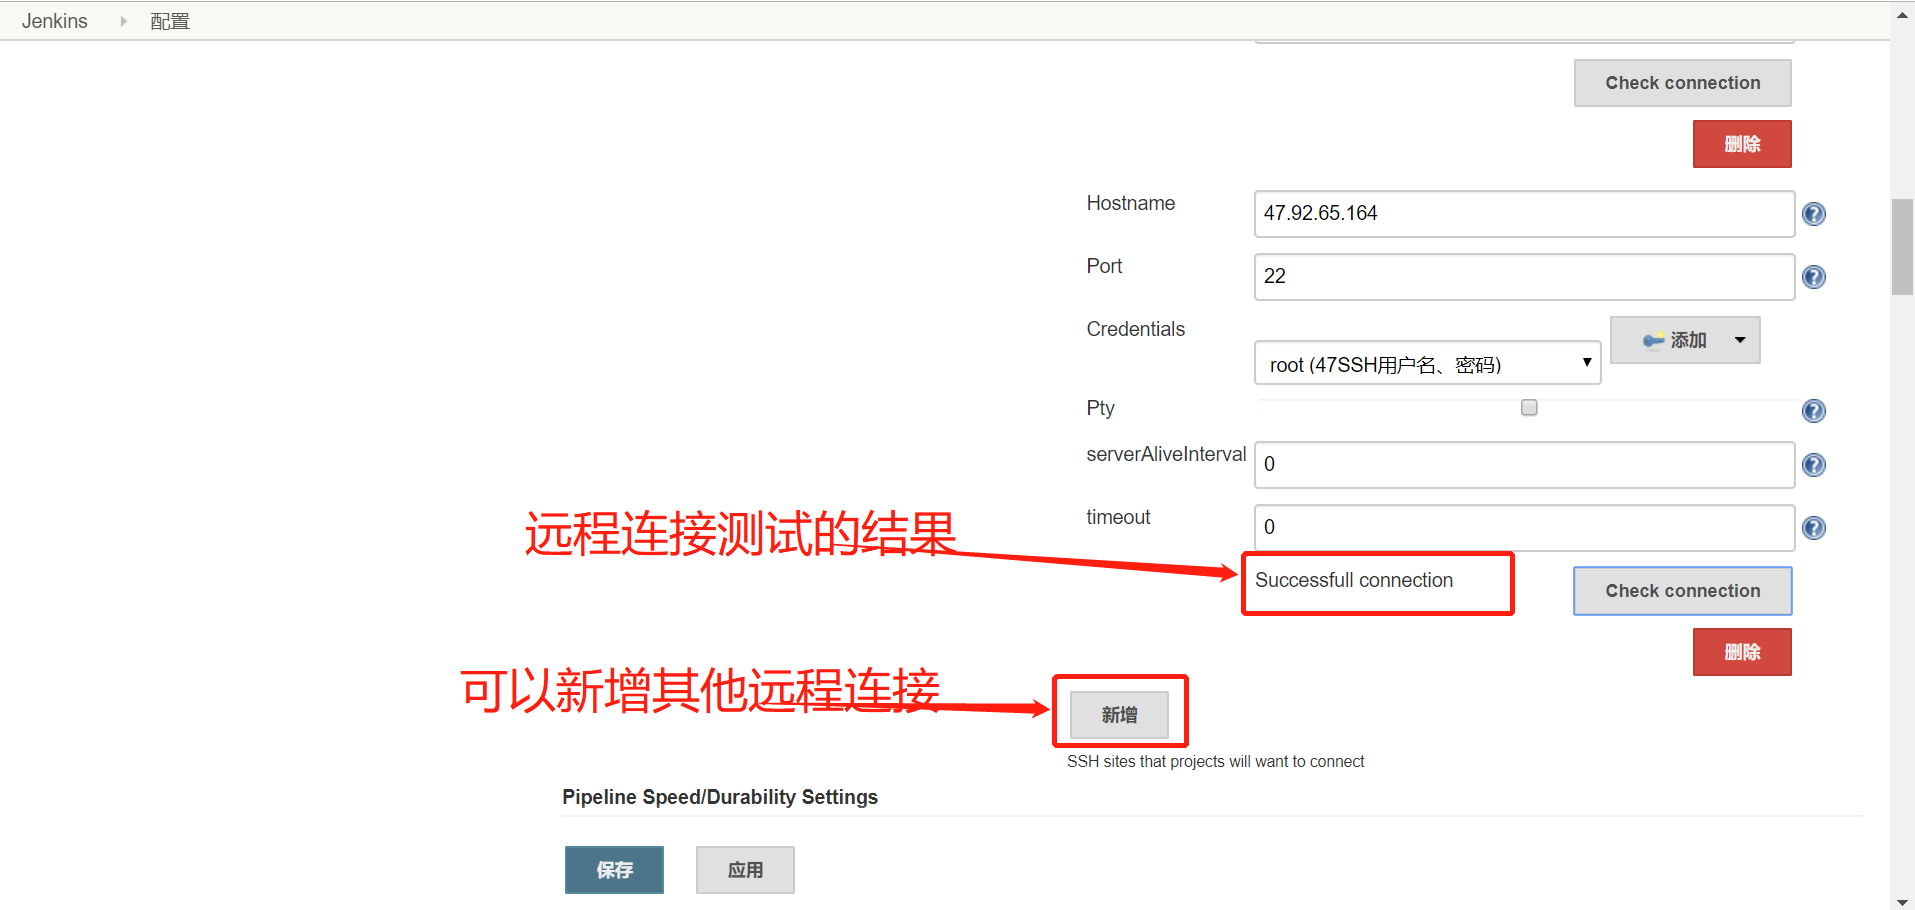 Jenkins 配置
Check connection
删除
Hostname 47.92.65.164
Port 22
Credentials
添加
root (47SSH用户名、密码)
Pty
serverAliveInterval 0
timeout 0
远程连接测试的结果
Successfull connection Check connection
删除
可以新增其他远程连接
新增
SSH sites that projects will want to connect
Pipeline Speed/Durability Settings
保存 应用